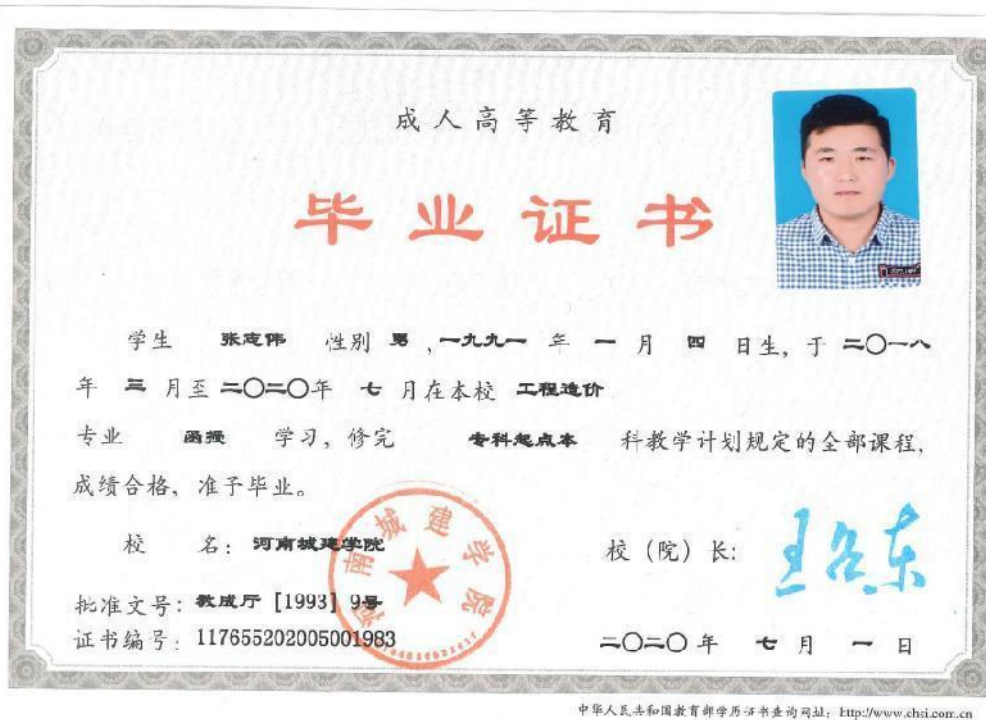 成人高等教育
毕业证书
学生 张志伟 性别 男 ,一九九一 年 一 月 四 日生, 于 二〇一八
年 三 月至 二〇二〇年 七 月在本校 工程造价
专业 函授 学习, 修完 专科起点本 科教学计划规定的全部课程,
成绩合格, 准予毕业。
校 名: 河南城建学院
校(院)长:
河南城建学院
批准文号: 教成厅 [1993] 9号
证书编号: 117655202005001983
二〇二〇 年 七 月 一 日
中华人民共和国教育部学历证书查询网址: http://www.chsi.com.cn